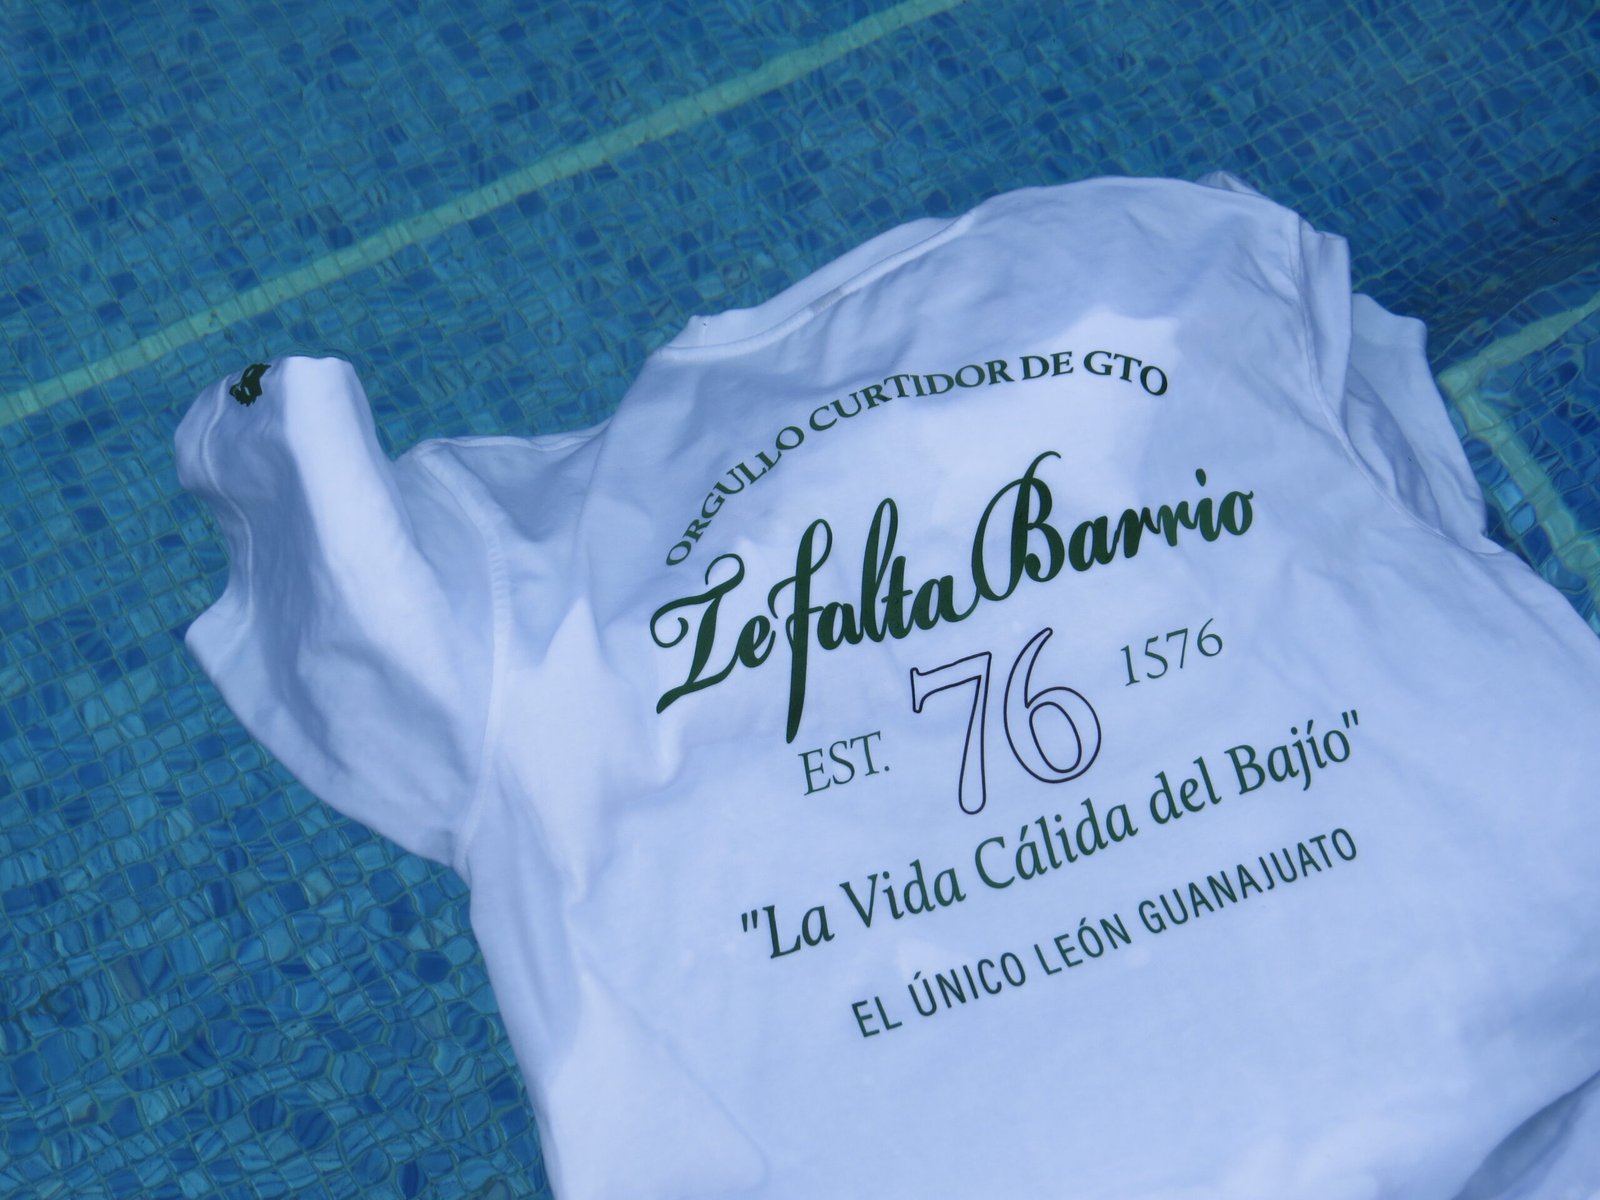 ORGULLO CURTIDOR DE GTO
Te falta Barrio
EST. 76 1576
"La Vida Cálida del Bajío"
EL ÚNICO LEÓN GUANAJUATO